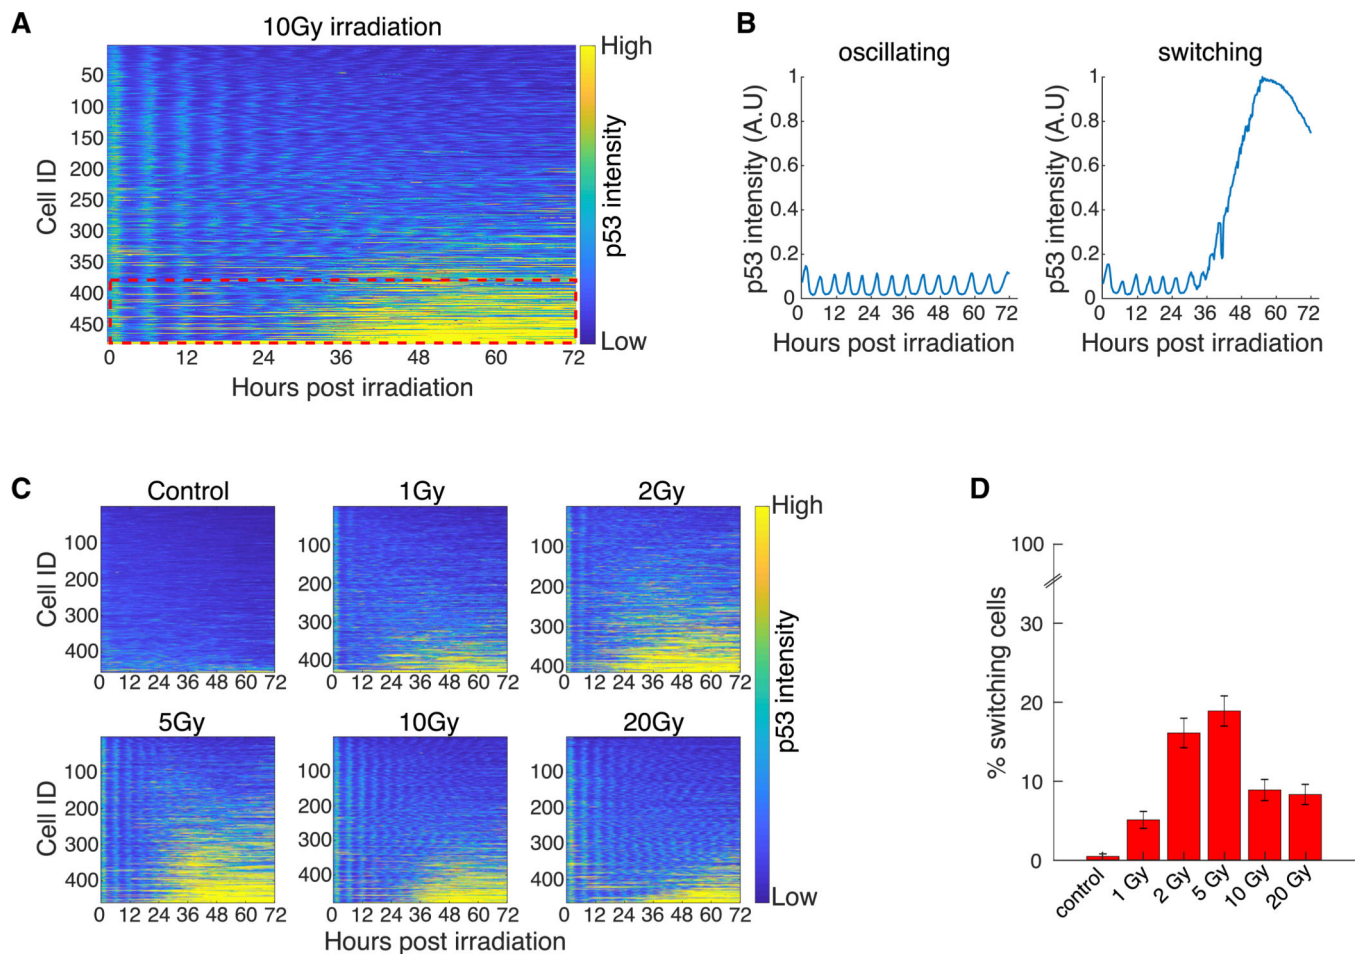 A
10Gy irradiation
Cell ID
50
100
150
200
250
300
350
400
450
0 12 24 36 48 60 72
Hours post irradiation
High
p53 intensity
Low
B
oscillating
p53 intensity (A.U)
1
0.8
0.6
0.4
0.2
0
0 12 24 36 48 60 72
Hours post irradiation
switching
p53 intensity (A.U)
1
0.8
0.6
0.4
0.2
0
0 12 24 36 48 60 72
Hours post irradiation
C
Control
Cell ID
100
200
300
400
0 12 24 36 48 60 72
1Gy
100
200
300
400
0 12 24 36 48 60 72
2Gy
100
200
300
400
0 12 24 36 48 60 72
5Gy
Cell ID
100
200
300
400
0 12 24 36 48 60 72
10Gy
100
200
300
400
0 12 24 36 48 60 72
20Gy
100
200
300
400
0 12 24 36 48 60 72
Hours post irradiation
High
p53 intensity
Low
D
% switching cells
100
30
20
10
0
control
1 Gy
2 Gy
5 Gy
10 Gy
20 Gy